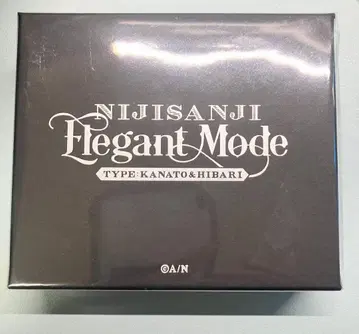 NIJISANJI
Elegant Mode
TYPE:KANATO&HIBARI
©A/N